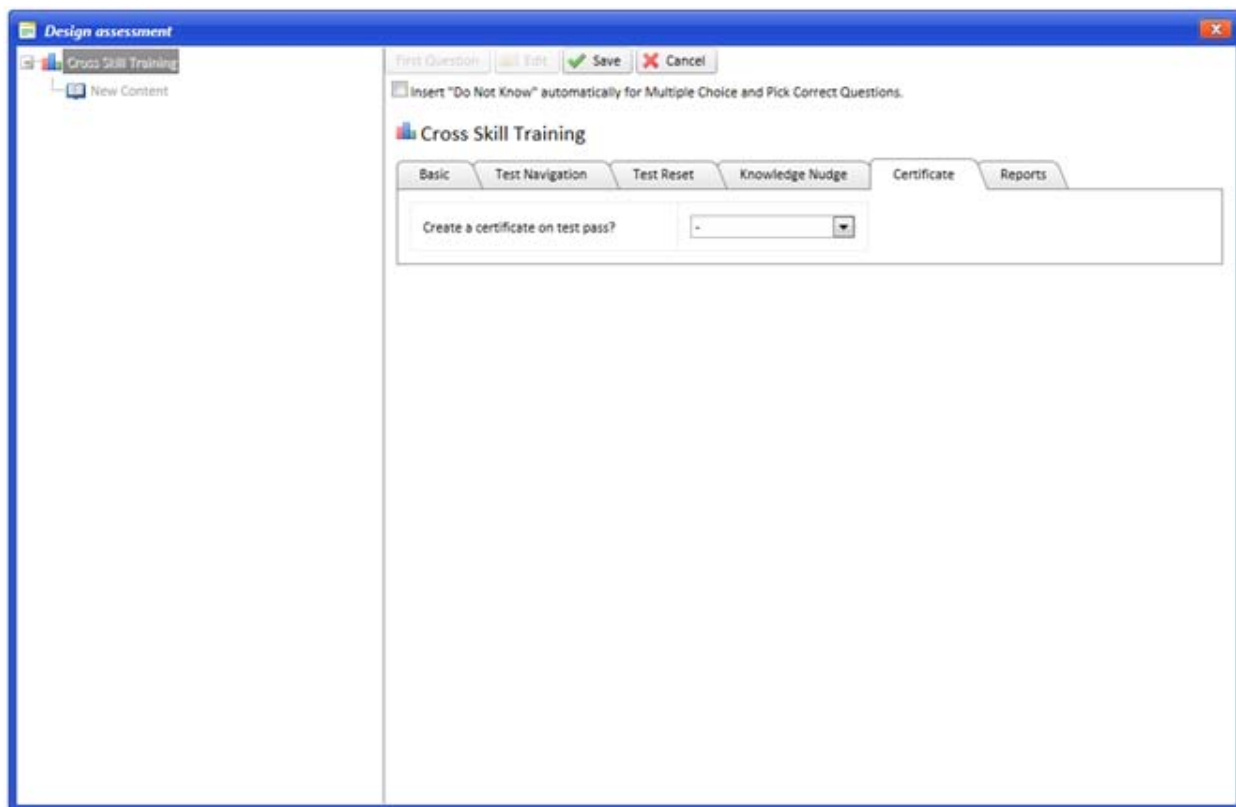 Design assessment
Cross Skill Training
New Content
First Question Edit Save Cancel
Insert "Do Not Know" automatically for Multiple Choice and Pick Correct Questions.
Cross Skill Training
Basic Test Navigation Test Reset Knowledge Nudge Certificate Reports
Create a certificate on test pass? -